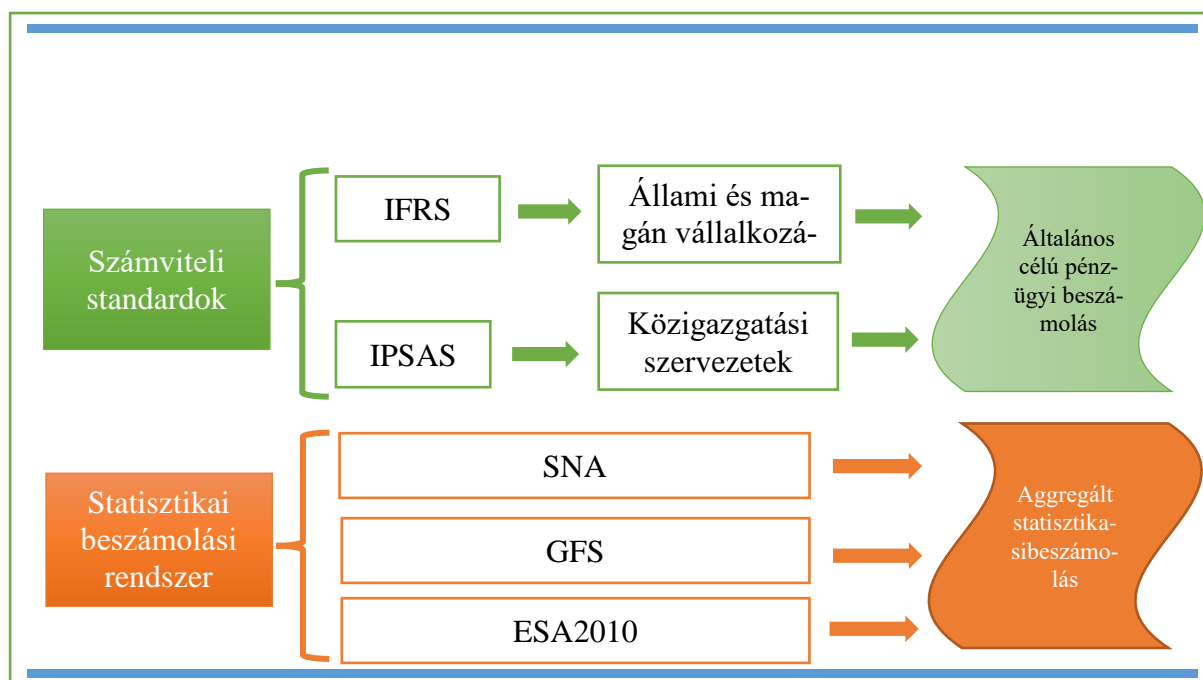 Számviteli
standardok
IFRS
Állami és ma-
gán vállalkozá-
IPSAS
Közigazgatási
szervezetek
Általános
célú pénz-
ügyi beszá-
molás
Statisztikai
beszámolási
rendszer
SNA
GFS
ESA2010
Aggregált
statisztika-
sibeszámo-
lás